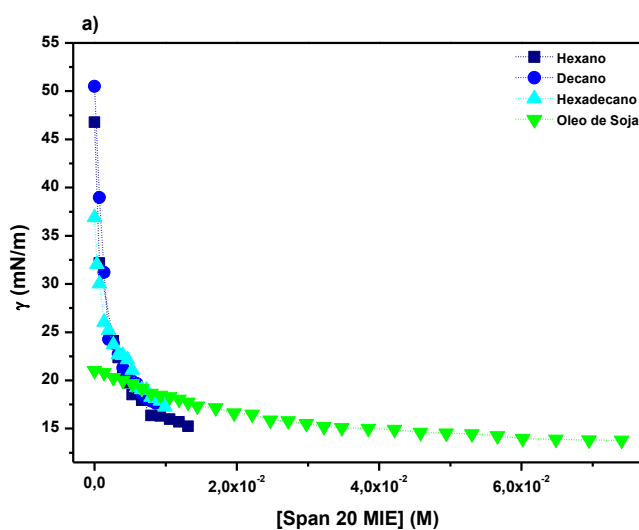 a)
Hexano
Decano
Hexadecano
Oleo de Soja
γ (mN/m)
55
50
45
40
35
30
25
20
15
0,0
2,0x10⁻²
4,0x10⁻²
6,0x10⁻²
[Span 20 MIE] (M)